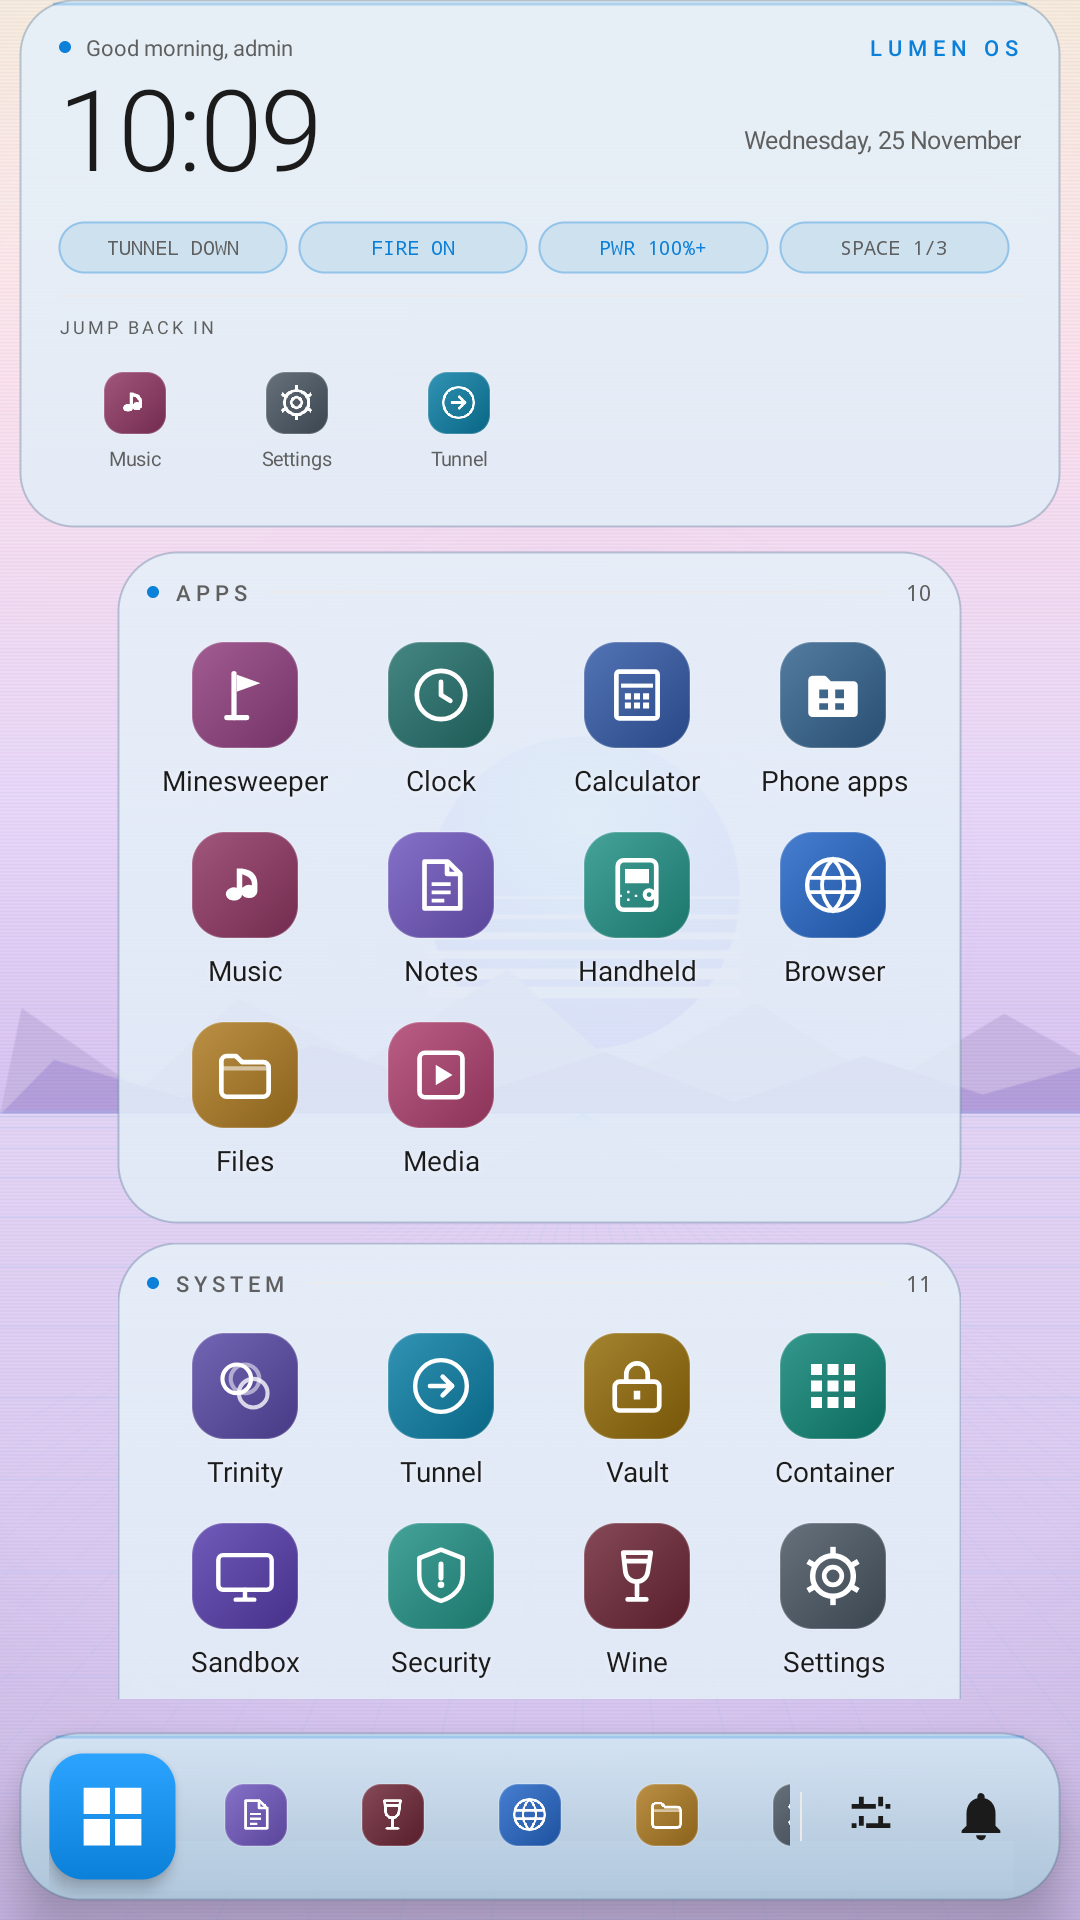 Good morning, admin
LUMEN OS
10:09
Wednesday, 25 November
TUNNEL DOWN
FIRE ON
PWR 100%+
SPACE 1/3
JUMP BACK IN
Music
Settings
Tunnel
APPS
10
Minesweeper
Clock
Calculator
Phone apps
Music
Notes
Handheld
Browser
Files
Media
SYSTEM
11
Trinity
Tunnel
Vault
Container
Sandbox
Security
Wine
Settings